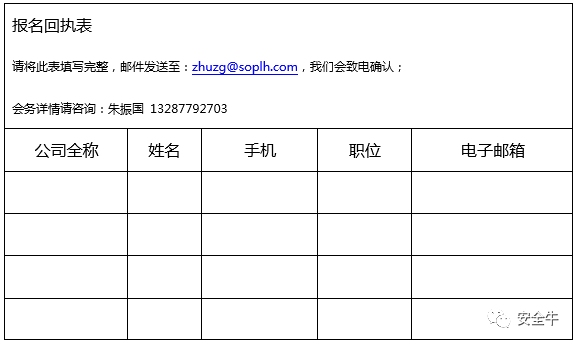 报名回执表
请将此表填写完整，邮件发送至：zhuzg@soplh.com，我们会致电确认；
会务详情请咨询：朱振国 13287792703
公司全称 姓名 手机 职位 电子邮箱
安全牛